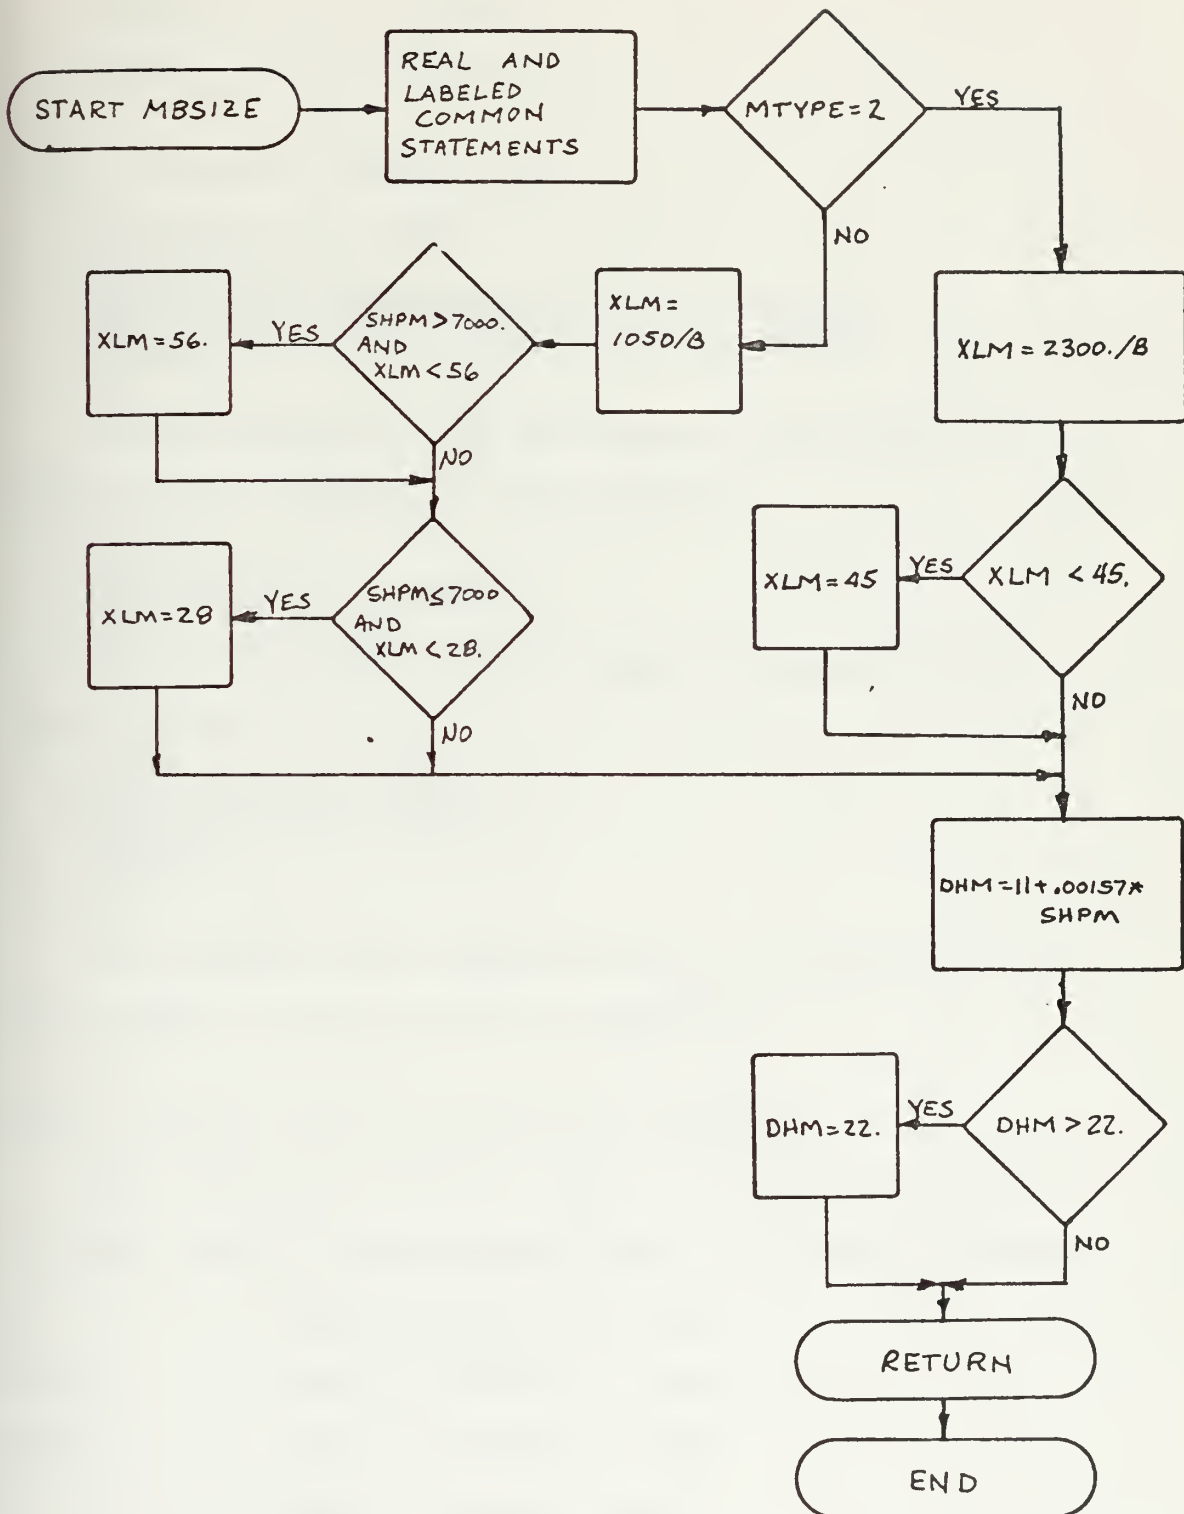 START MBSIZE
REAL AND
LABELED
COMMON
STATEMENTS
MTYPE=2
YES
NO
XLM=56.
YES
SHPM>7000.
AND
XLM<56
NO
XLM=
1050/B
XLM=2300./B
XLM=28
YES
SHPM≤7000
AND
XLM<28.
NO
XLM=45
YES
XLM <45.
NO
DHM=11+.00157*
SHPM
DHM=22.
YES
DHM>22.
NO
RETURN
END